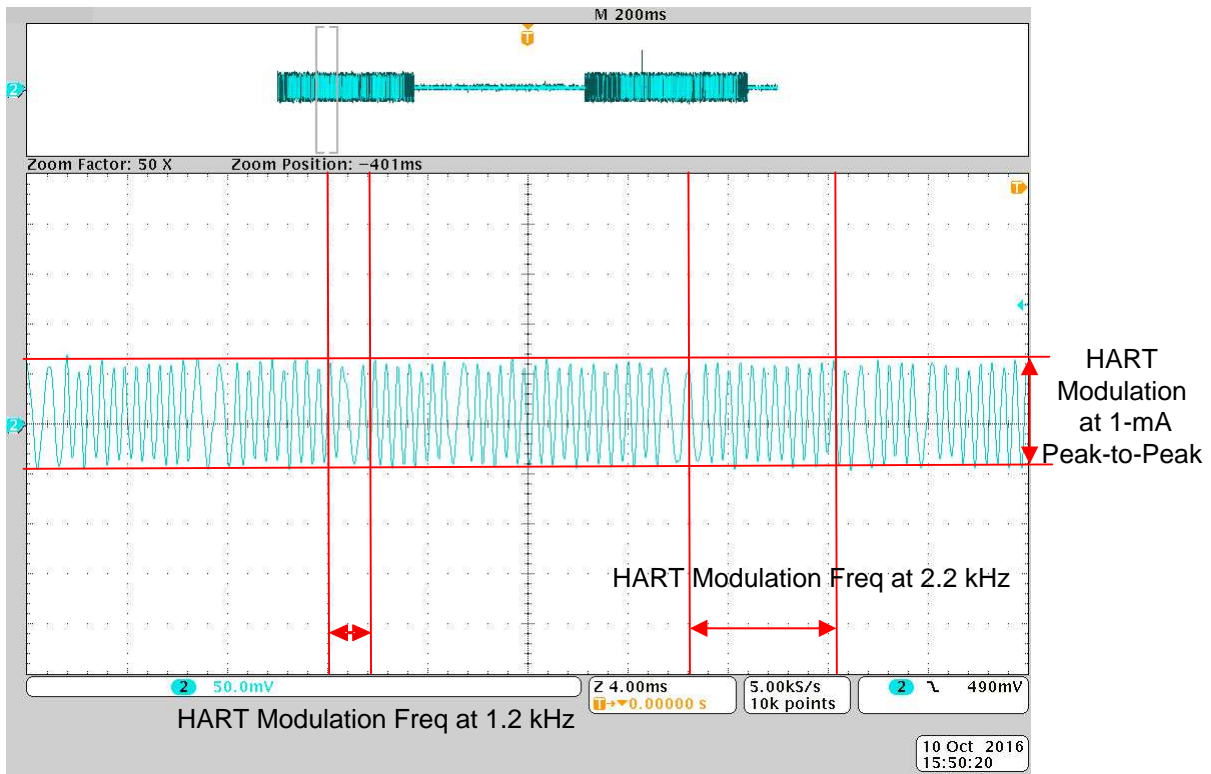 M 200ms
T
2
Zoom Factor: 50 X Zoom Position: −401ms
T
2
HART
Modulation
at 1-mA
Peak-to-Peak
HART Modulation Freq at 2.2 kHz
2 50.0mV
Z 4.00ms
T→▼0.00000 s
5.00kS/s
10k points
2 490mV
HART Modulation Freq at 1.2 kHz
10 Oct 2016
15:50:20